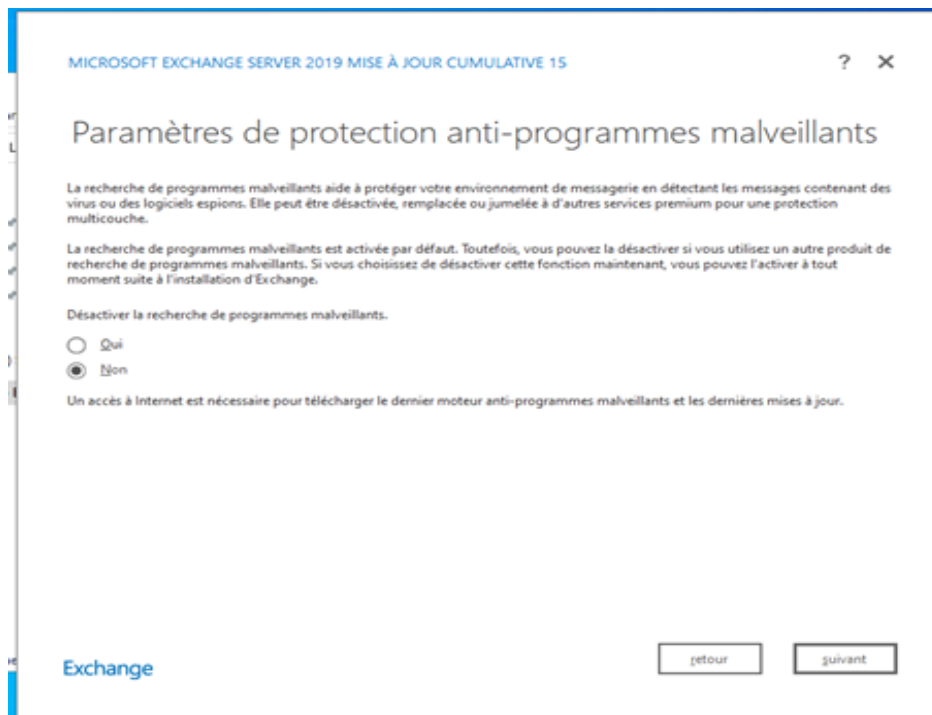 MICROSOFT EXCHANGE SERVER 2019 MISE À JOUR CUMULATIVE 15
? ✕
Paramètres de protection anti-programmes malveillants
La recherche de programmes malveillants aide à protéger votre environnement de messagerie en détectant les messages contenant des
virus ou des logiciels espions. Elle peut être désactivée, remplacée ou jumelée à d'autres services premium pour une protection
multicouche.
La recherche de programmes malveillants est activée par défaut. Toutefois, vous pouvez la désactiver si vous utilisez un autre produit de
recherche de programmes malveillants. Si vous choisissez de désactiver cette fonction maintenant, vous pouvez l'activer à tout
moment suite à l'installation d'Exchange.
Désactiver la recherche de programmes malveillants.
Oui
Non
Un accès à Internet est nécessaire pour télécharger le dernier moteur anti-programmes malveillants et les dernières mises à jour.
Exchange
retour
suivant